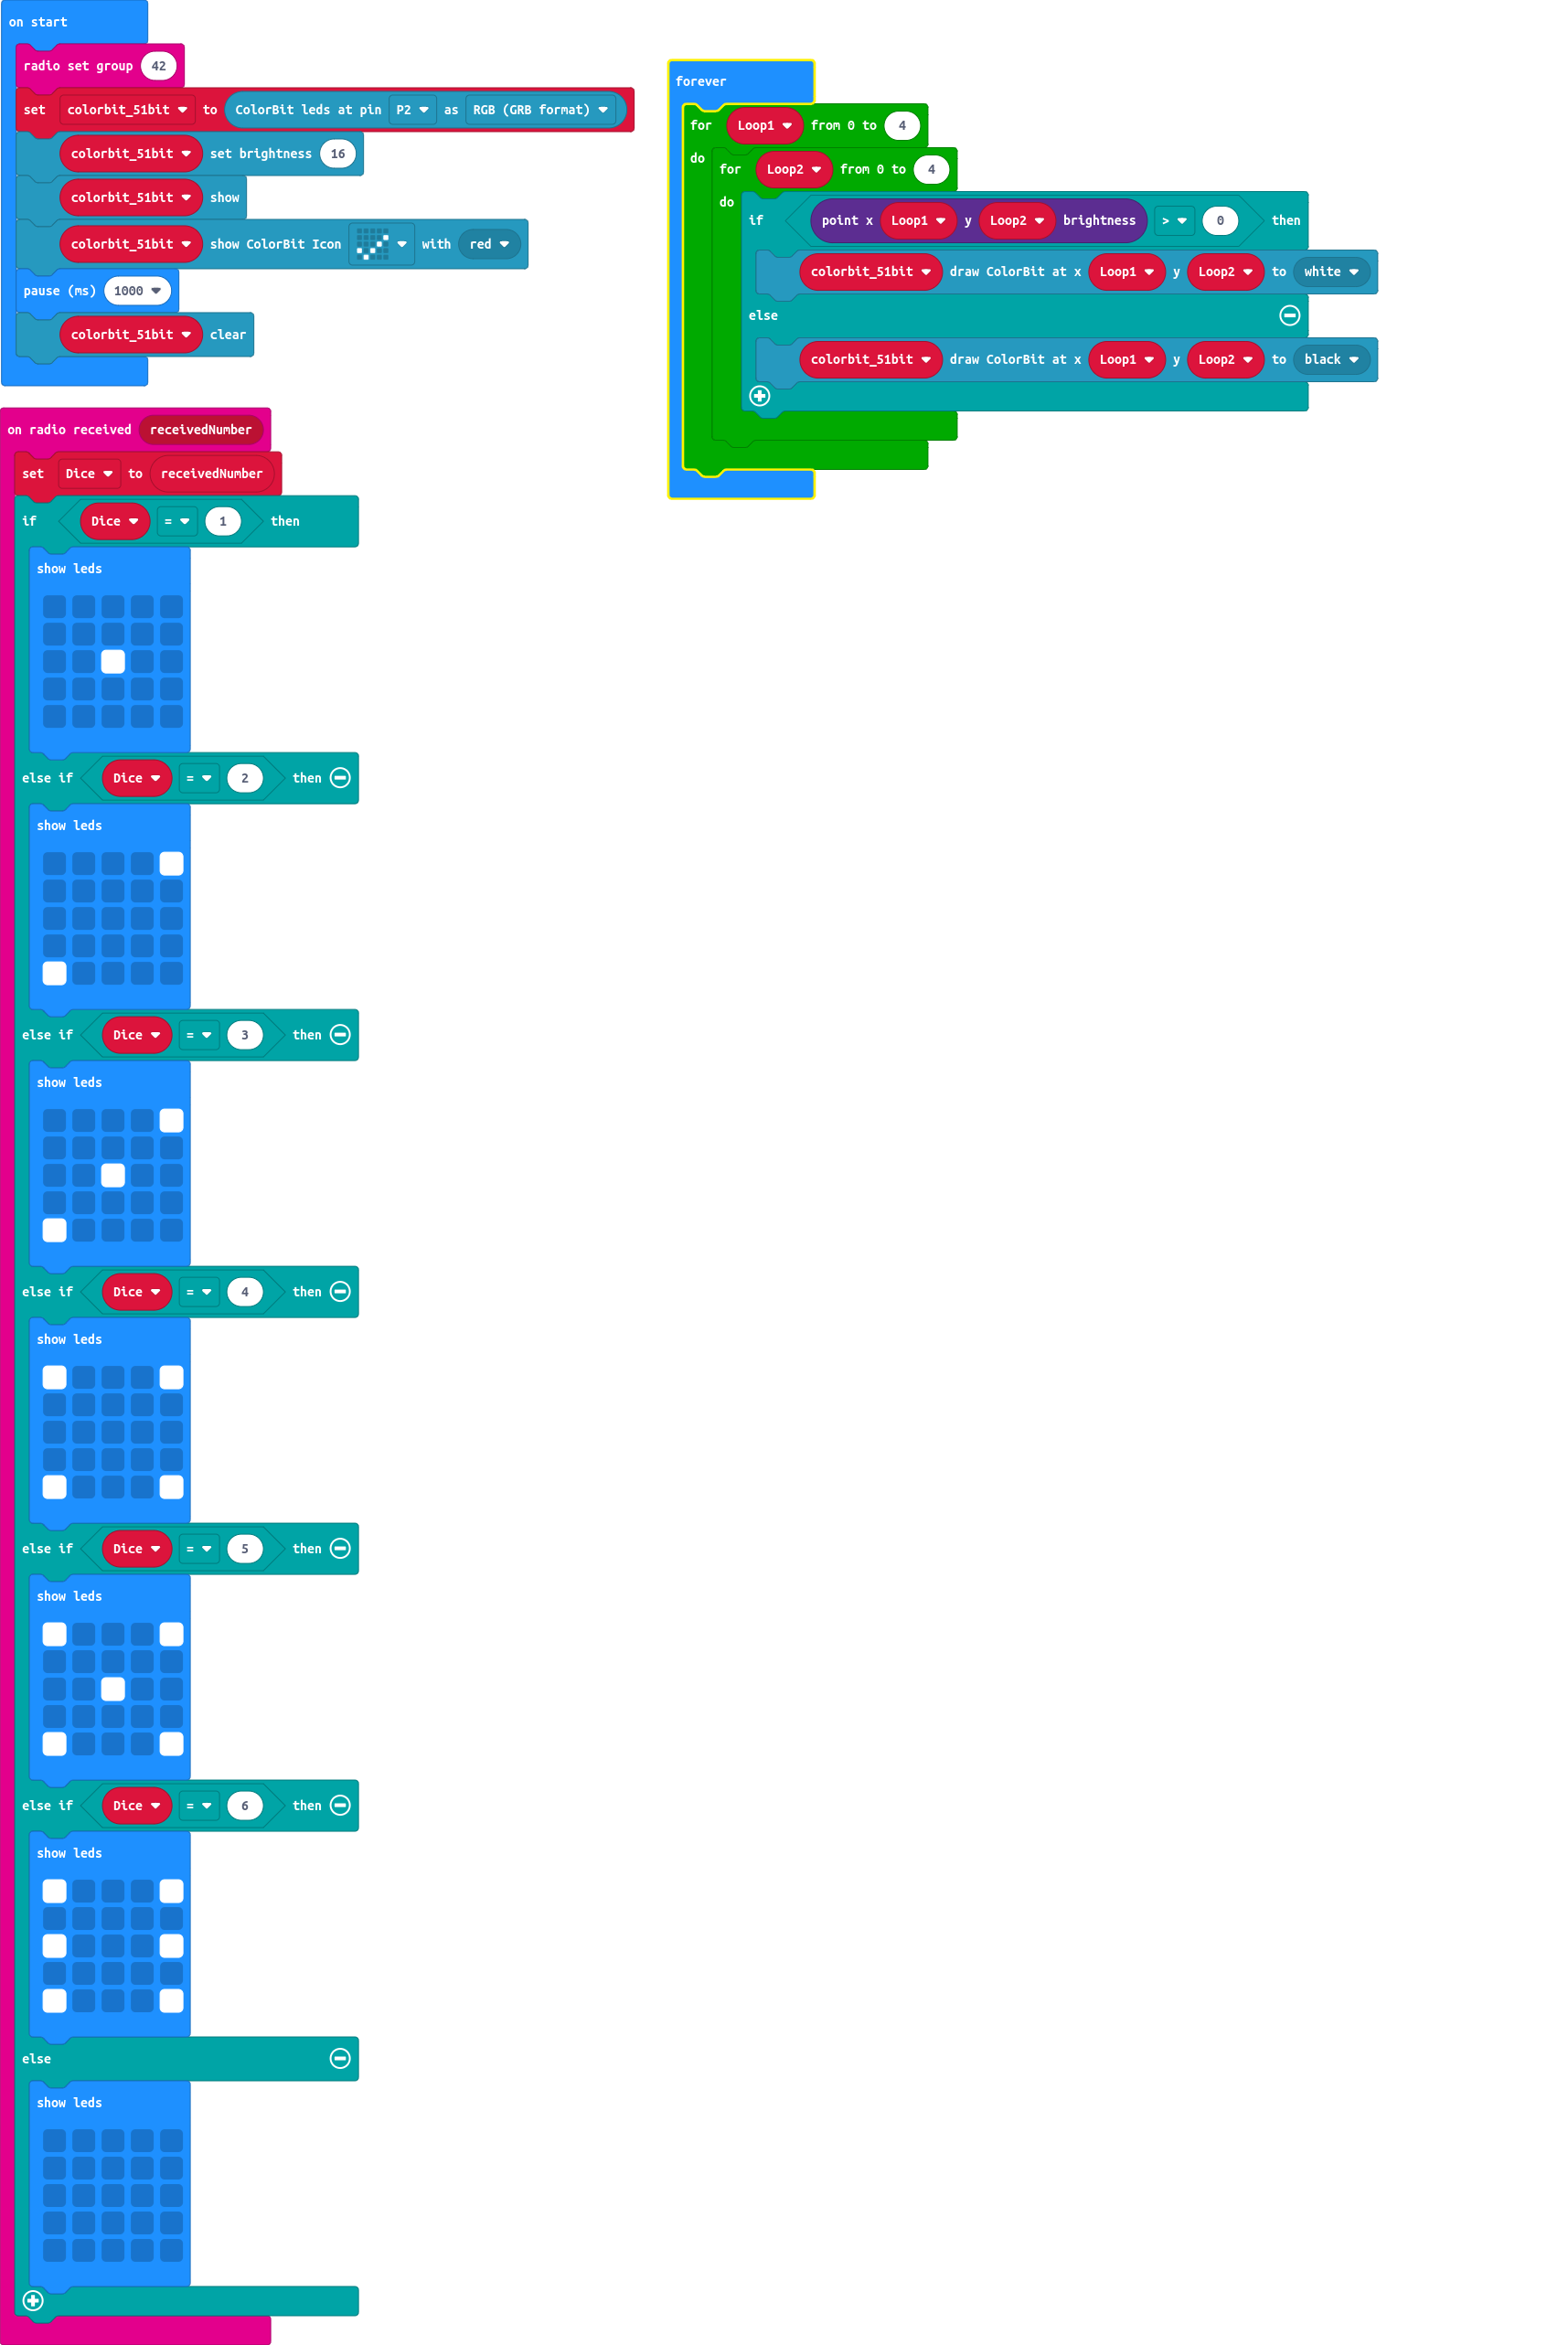 on start
radio set group 42
set colorbit_51bit to ColorBit leds at pin P2 as RGB (GRB format)
colorbit_51bit set brightness 16
colorbit_51bit show
colorbit_51bit show ColorBit Icon with red
pause (ms) 1000
colorbit_51bit clear
on radio received receivedNumber
set Dice to receivedNumber
if Dice = 1 then
show leds
else if Dice = 2 then
show leds
else if Dice = 3 then
show leds
else if Dice = 4 then
show leds
else if Dice = 5 then
show leds
else if Dice = 6 then
show leds
else
show leds
forever
for Loop1 from 0 to 4
do
for Loop2 from 0 to 4
do
if point x Loop1 y Loop2 brightness > 0 then
colorbit_51bit draw ColorBit at x Loop1 y Loop2 to white
else
colorbit_51bit draw ColorBit at x Loop1 y Loop2 to black